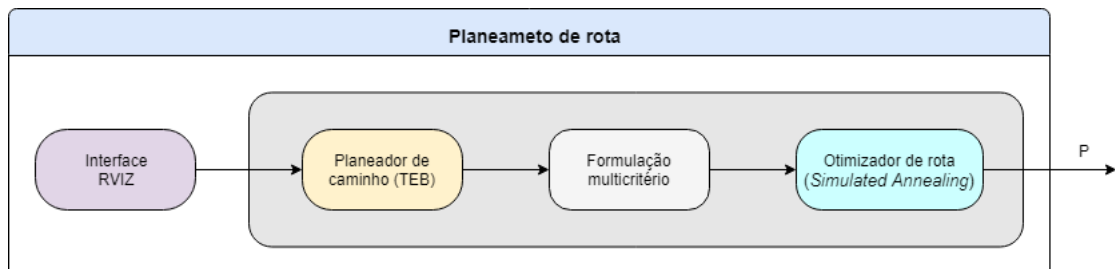 Planeameto de rota
Interface
RVIZ
Planeador de
caminho (TEB)
Formulação
multicritério
Otimizador de rota
(Simulated Annealing)
P